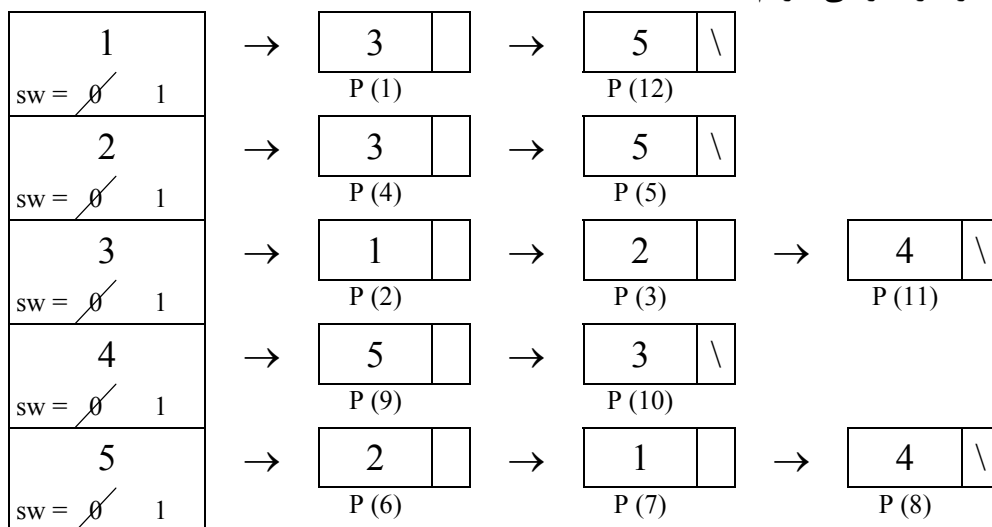 1 → 3 → 5 \
sw = 0 1 P (1) P (12)
2 → 3 → 5 \
sw = 0 1 P (4) P (5)
3 → 1 → 2 → 4 \
sw = 0 1 P (2) P (3) P (11)
4 → 5 → 3 \
sw = 0 1 P (9) P (10)
5 → 2 → 1 → 4 \
sw = 0 1 P (6) P (7) P (8)